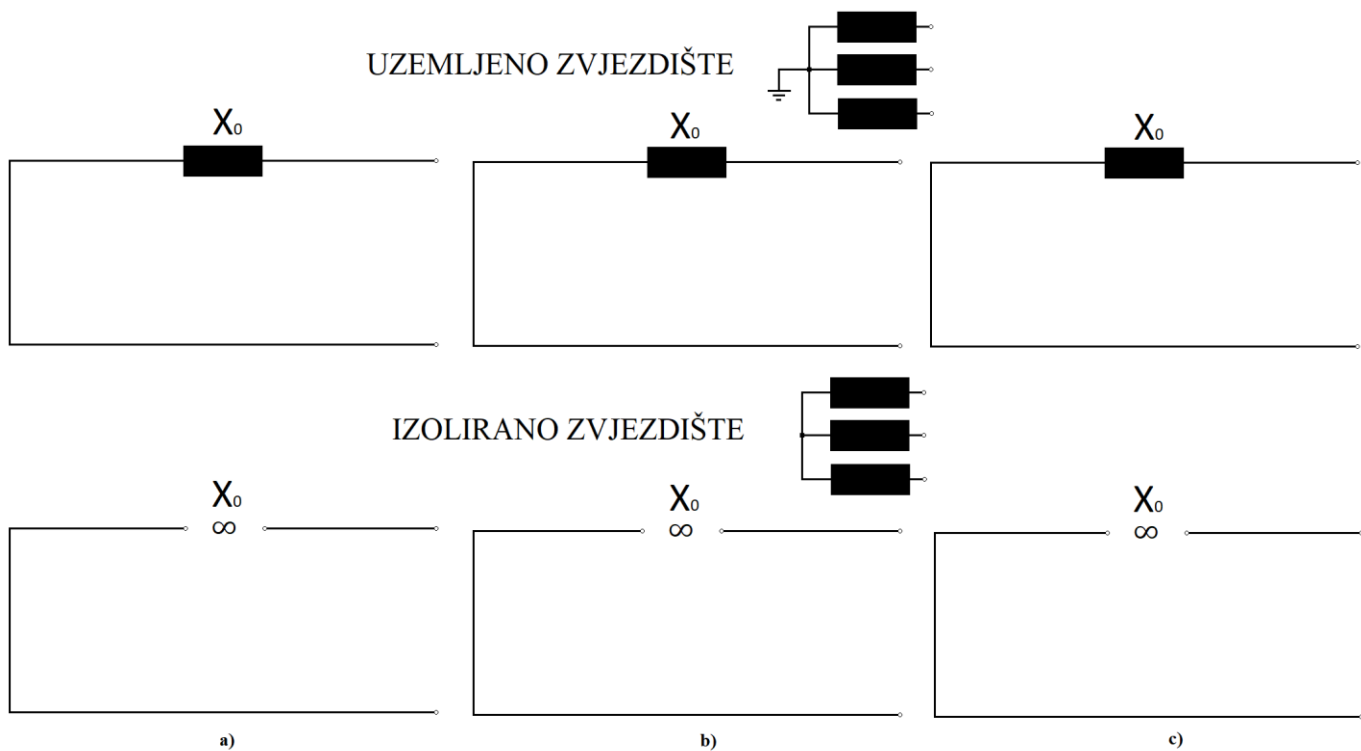 UZEMLJENO ZVJEZDIŠTE
X₀ X₀ X₀
IZOLIRANO ZVJEZDIŠTE
X₀ X₀ X₀
∞ ∞ ∞
a) b) c)